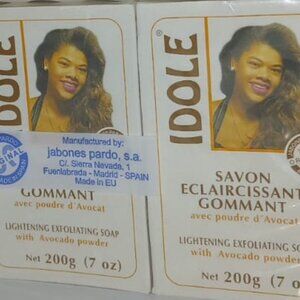 IDOLE
Manufactured by:
jabones pardo, s.a.
C/. Sierra Nevada, 1
Fuenlabrada - Madrid - SPAIN
Made in EU
GOMMANT
avec poudre d'Avocat
LIGHTENING EXFOLIATING SOAP
with Avocado powder
Net 200g (7 oz)
IDOLE
®
SAVON
ECLAIRCISSANT
GOMMANT
avec poudre d'Avocat
LIGHTENING EXFOLIATING SO
with Avocado powder
Net 200g (7 o